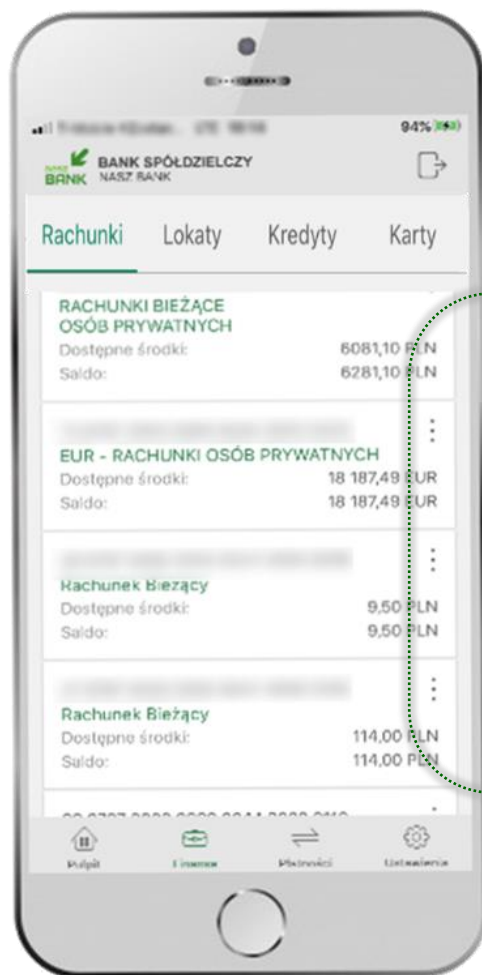 94%
NASZ BANK
BANK SPÓŁDZIELCZY
NASZ BANK
Rachunki Lokaty Kredyty Karty
RACHUNKI BIEŻĄCE
OSÓB PRYWATNYCH
Dostępne środki: 6081,10 PLN
Saldo: 6281,10 PLN
EUR - RACHUNKI OSÓB PRYWATNYCH
Dostępne środki: 18 187,49 EUR
Saldo: 18 187,49 EUR
Rachunek Bieżący
Dostępne środki: 9,50 PLN
Saldo: 9,50 PLN
Rachunek Bieżący
Dostępne środki: 114,00 PLN
Saldo: 114,00 PLN
Pulpit Finanse Płatności Ustawienia